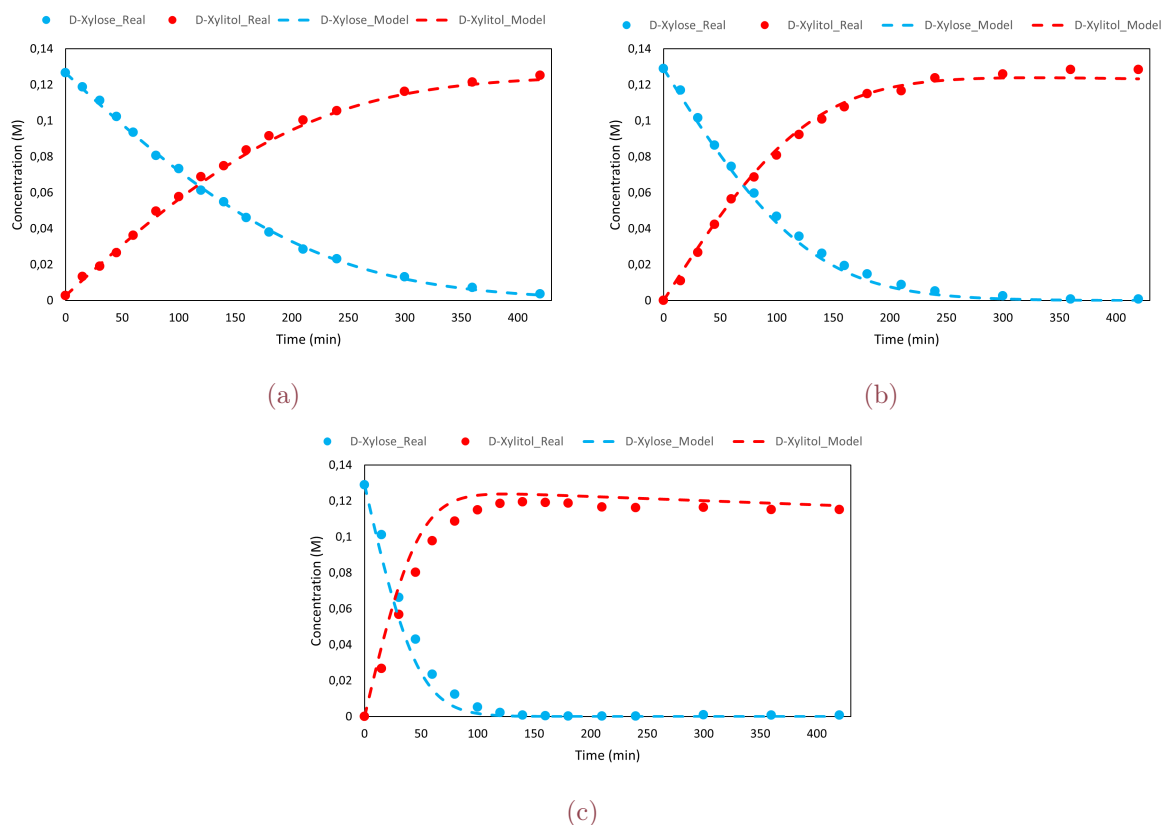 D-Xylose_Real D-Xylitol_Real D-Xylose_Model D-Xylitol_Model
0,14
0,12
0,1
0,08
0,06
0,04
0,02
0
Concentration (M)
0 50 100 150 200 250 300 350 400
Time (min)
(a)
D-Xylose_Real D-Xylitol_Real D-Xylose_Model D-Xylitol_Model
0,14
0,12
0,1
0,08
0,06
0,04
0,02
0
Concentration (M)
0 50 100 150 200 250 300 350 400
Time (min)
(b)
D-Xylose_Real D-Xylitol_Real D-Xylose_Model D-Xylitol_Model
0,14
0,12
0,1
0,08
0,06
0,04
0,02
0
Concentration (M)
0 50 100 150 200 250 300 350 400
Time (min)
(c)